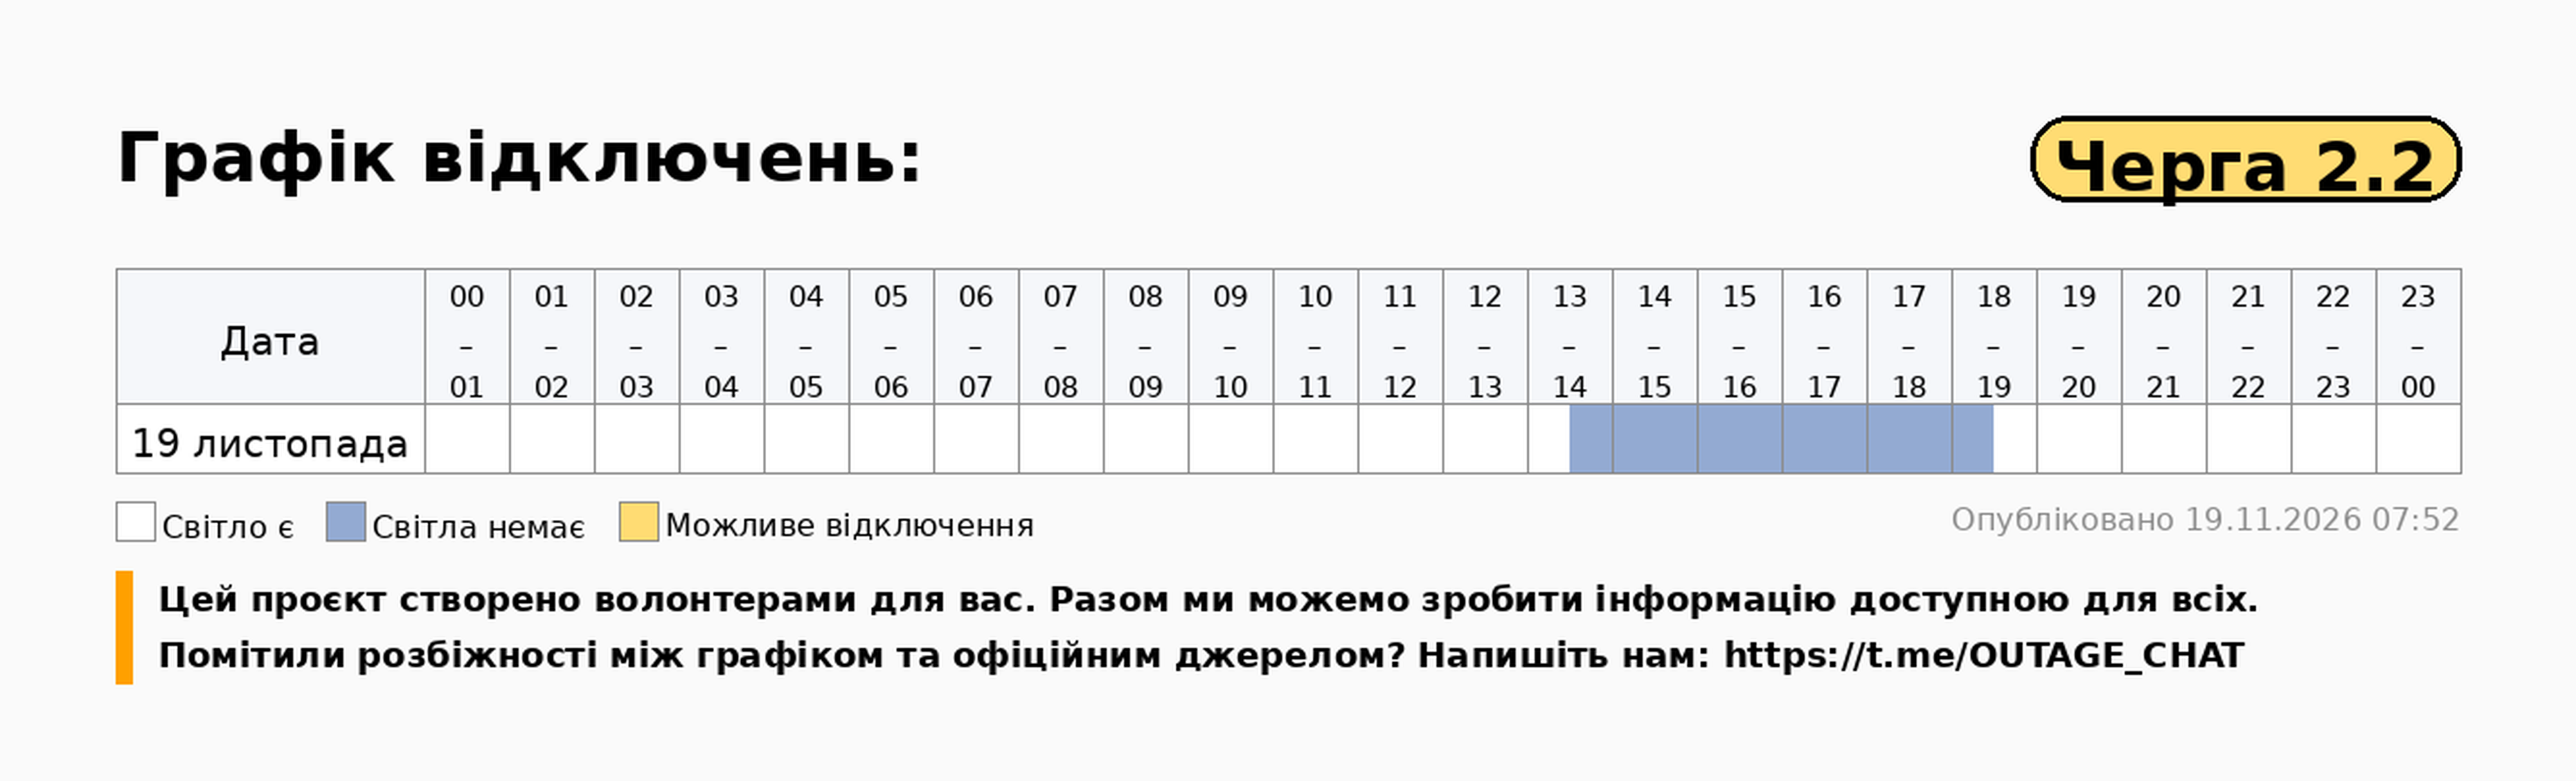 Графік відключень:
Черга 2.2
Дата
00 – 01
01 – 02
02 – 03
03 – 04
04 – 05
05 – 06
06 – 07
07 – 08
08 – 09
09 – 10
10 – 11
11 – 12
12 – 13
13 – 14
14 – 15
15 – 16
16 – 17
17 – 18
18 – 19
19 – 20
20 – 21
21 – 22
22 – 23
23 – 00
19 листопада
Світло є
Світла немає
Можливе відключення
Опубліковано 19.11.2026 07:52
Цей проєкт створено волонтерами для вас. Разом ми можемо зробити інформацію доступною для всіх.
Помітили розбіжності між графіком та офіційним джерелом? Напишіть нам: https://t.me/OUTAGE_CHAT